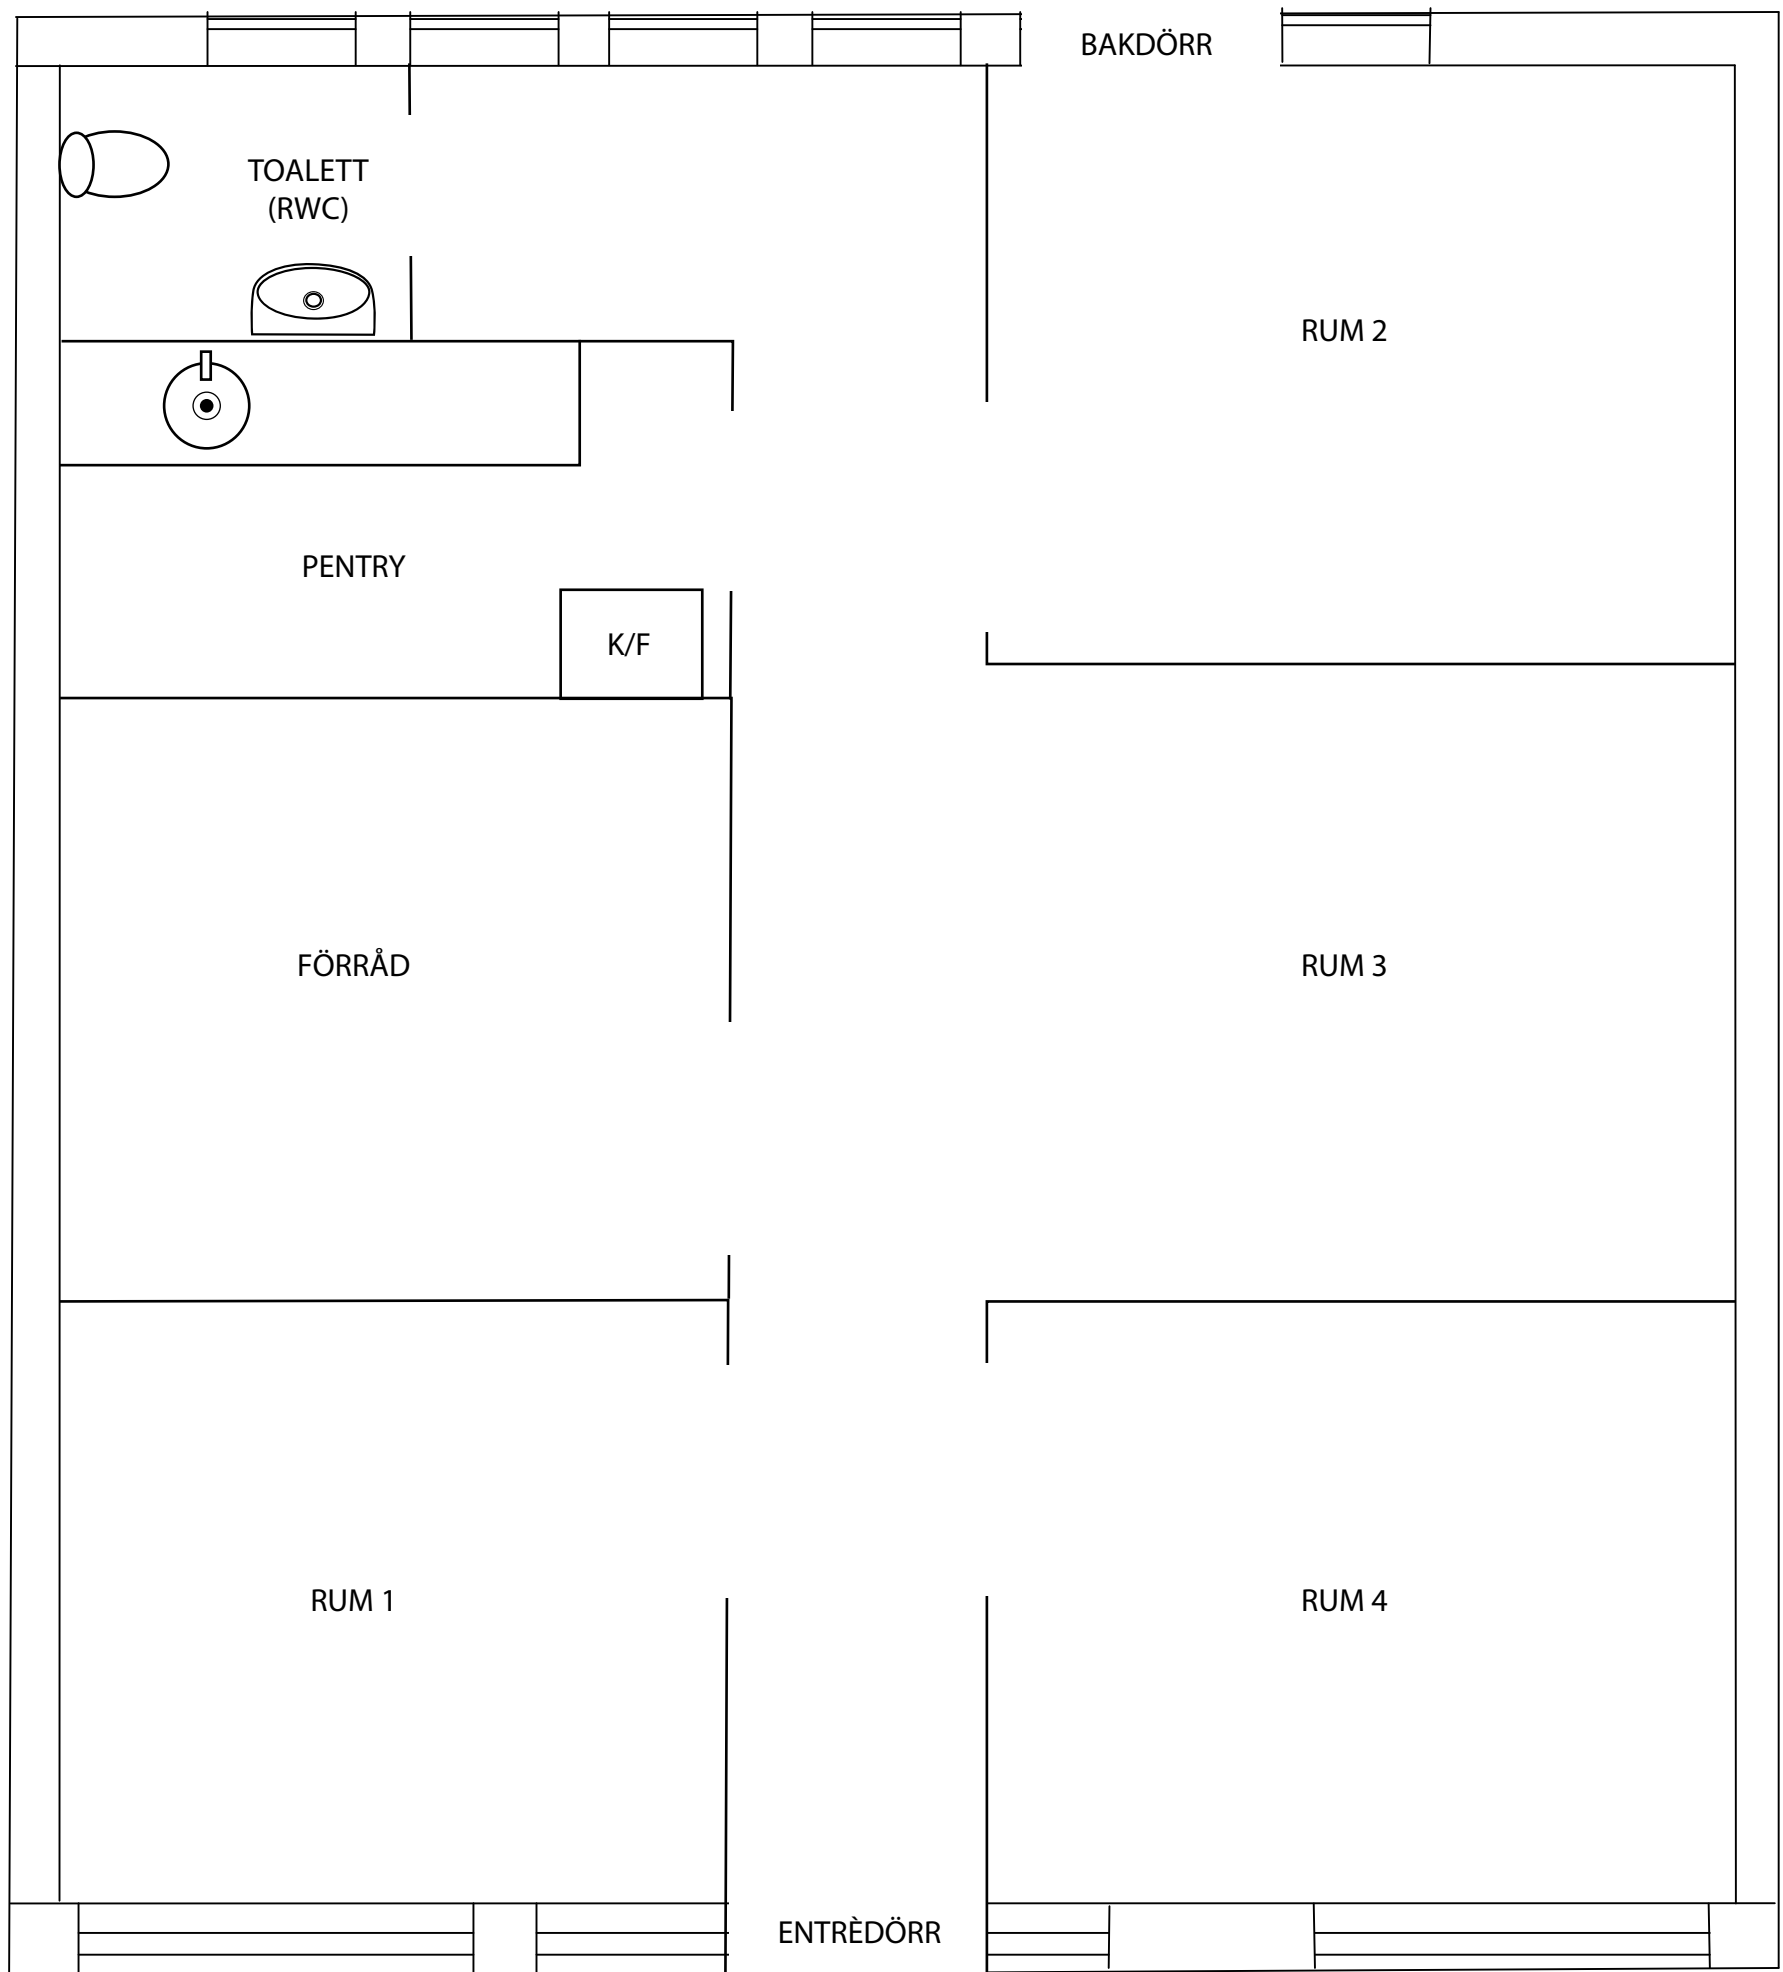 BAKDÖRR
TOALETT
(RWC)
RUM 2
PENTRY
K/F
FÖRRÅD
RUM 3
RUM 1
RUM 4
ENTRÈDÖRR